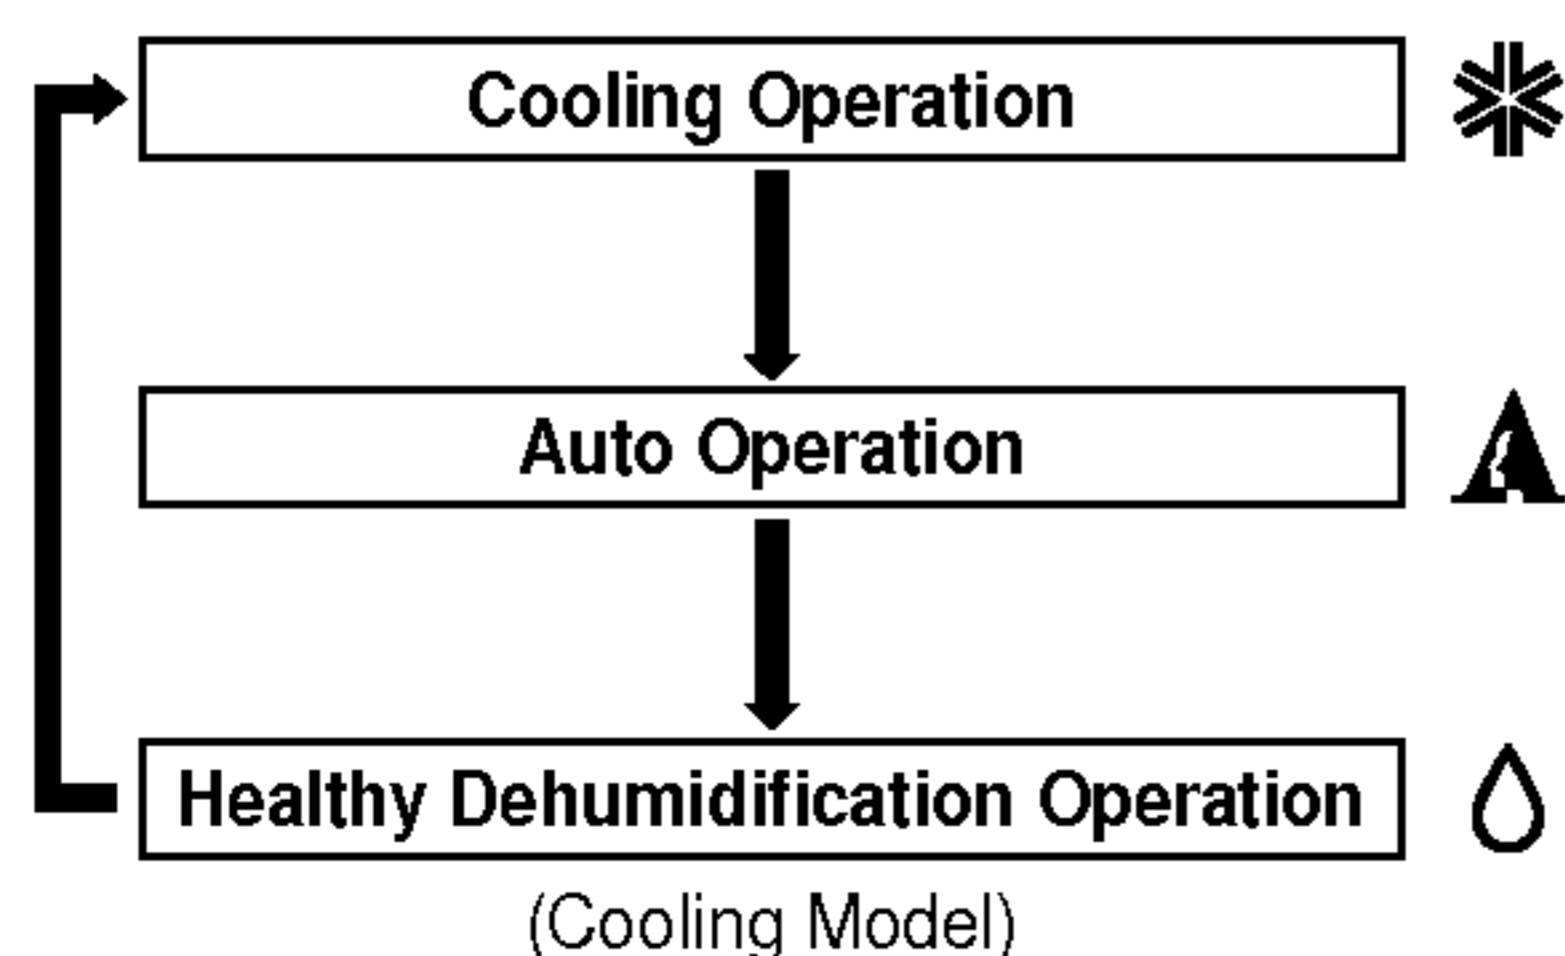 Cooling Operation
Auto Operation
Healthy Dehumidification Operation
(Cooling Model)